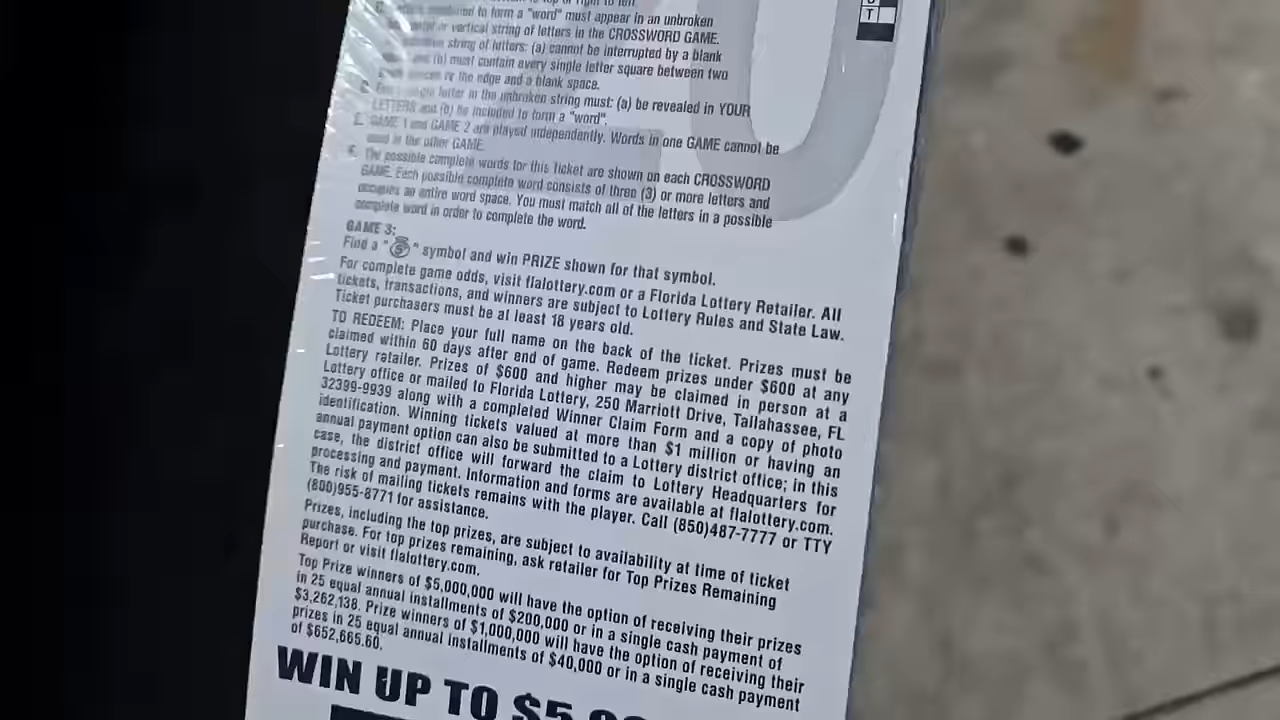 to form a "word" must appear in an unbroken
or vertical string of letters in the CROSSWORD GAME.
string of letters: (a) cannot be interrupted by a blank
(b) must contain every single letter square between two
or the edge and a blank space.
letter in the unbroken string must: (a) be revealed in YOUR
LETTERS and (b) be included to form a "word".
E. GAME 1 and GAME 2 are played independently. Words in one GAME cannot be
used in the other GAME.
F. The possible complete words for this ticket are shown on each CROSSWORD
GAME. Each possible complete word consists of three (3) or more letters and
occupies an entire word space. You must match all of the letters in a possible
complete word in order to complete the word.
T
GAME 3:
Find a " " symbol and win PRIZE shown for that symbol.
For complete game odds, visit flalottery.com or a Florida Lottery Retailer. All
tickets, transactions, and winners are subject to Lottery Rules and State Law.
Ticket purchasers must be at least 18 years old.
TO REDEEM: Place your full name on the back of the ticket. Prizes must be
claimed within 60 days after end of game. Redeem prizes under $600 at any
Lottery retailer. Prizes of $600 and higher may be claimed in person at a
Lottery office or mailed to Florida Lottery, 250 Marriott Drive, Tallahassee, FL
32399-9939 along with a completed Winner Claim Form and a copy of photo
identification. Winning tickets valued at more than $1 million or having an
annual payment option can also be submitted to a Lottery district office; in this
case, the district office will forward the claim to Lottery Headquarters for
processing and payment. Information and forms are available at flalottery.com.
The risk of mailing tickets remains with the player. Call (850)487-7777 or TTY
(800)955-8771 for assistance.
Prizes, including the top prizes, are subject to availability at time of ticket
purchase. For top prizes remaining, ask retailer for Top Prizes Remaining
Report or visit flalottery.com.
Top Prize winners of $5,000,000 will have the option of receiving their prizes
in 25 equal annual installments of $200,000 or in a single cash payment of
$3,262,138. Prize winners of $1,000,000 will have the option of receiving their
prizes in 25 equal annual installments of $40,000 or in a single cash payment
of $652,665.60.
WIN UP TO